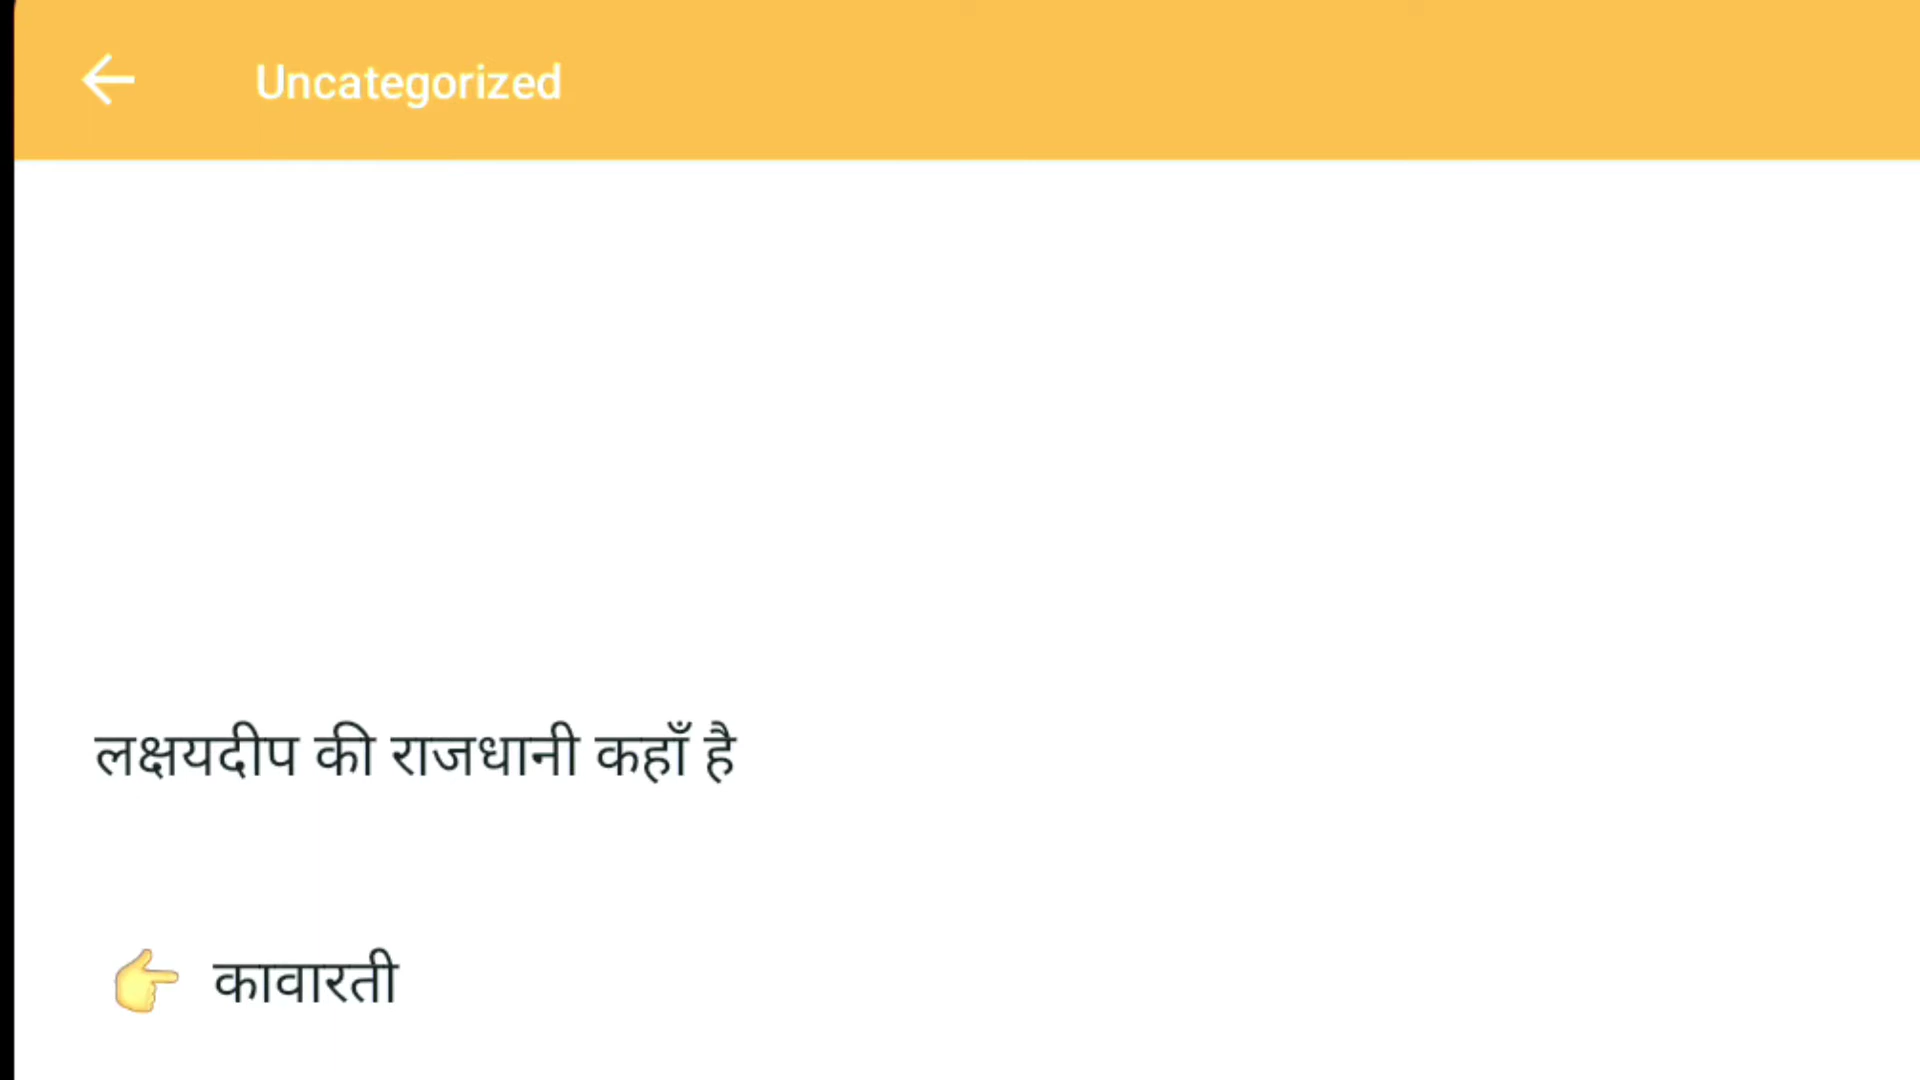 Uncategorized
लक्षयदीप की राजधानी कहाँ है
👉 कावारती